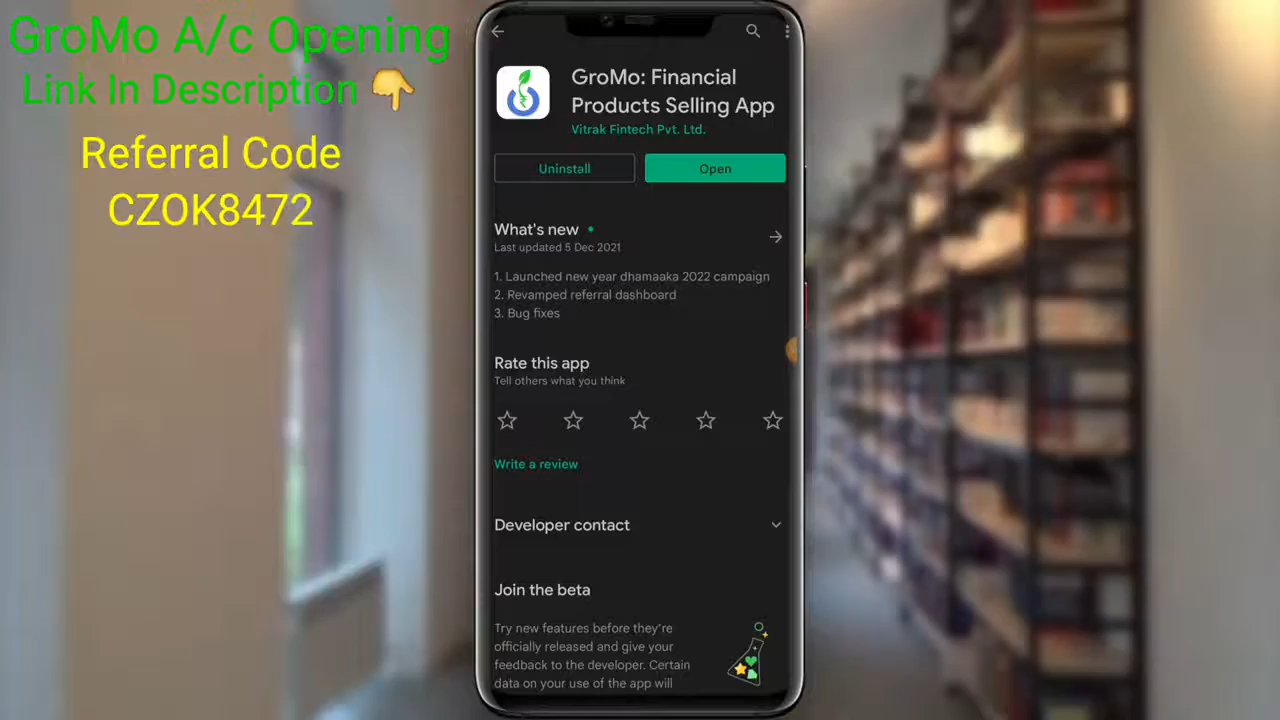 GroMo A/c Opening
Link In Description
Referral Code
CZOK8472
GroMo: Financial
Products Selling App
Vitrak Fintech Pvt. Ltd.
Uninstall
Open
What's new
Last updated 5 Dec 2021
1. Launched new year dhamaaka 2022 campaign
2. Revamped referral dashboard
3. Bug fixes
Rate this app
Tell others what you think
Write a review
Developer contact
Join the beta
Try new features before they're
officially released and give your
feedback to the developer. Certain
data on your use of the app will